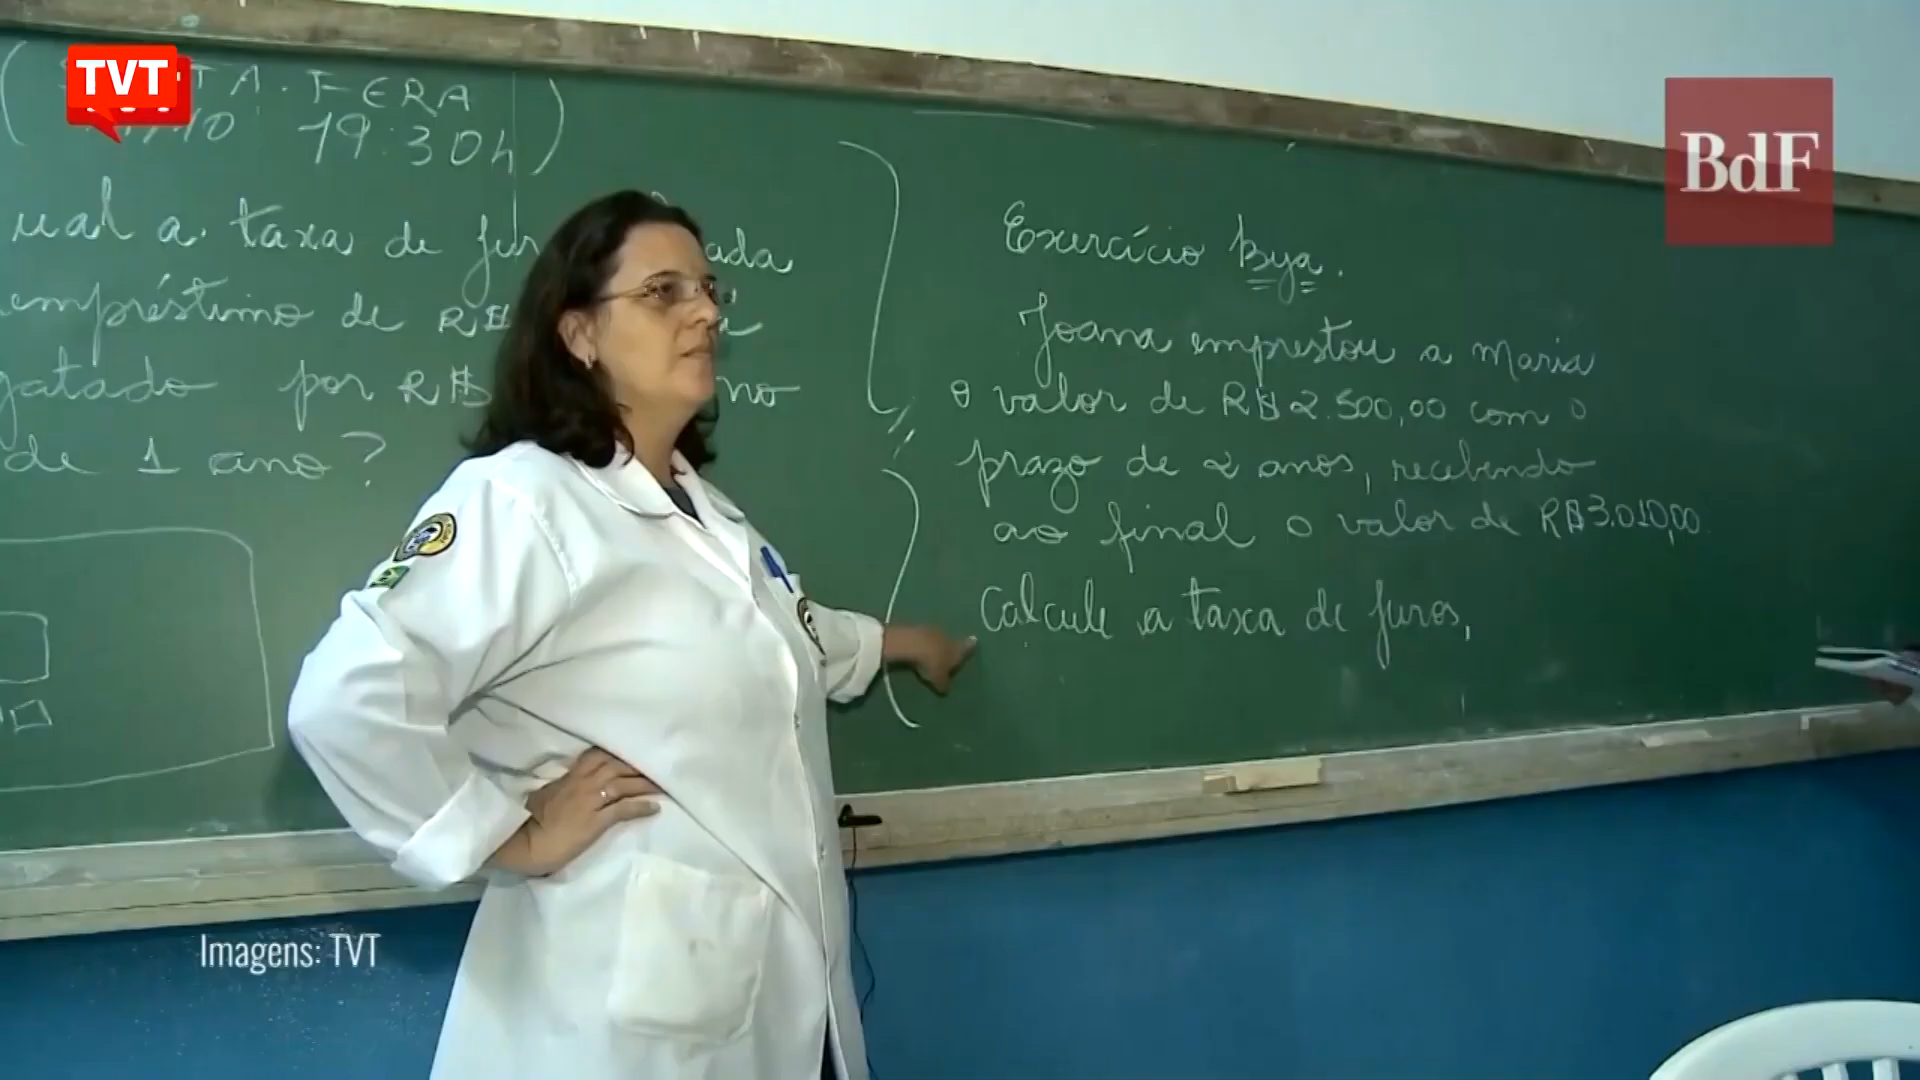 TVT
BdF
TA. FERA
19:30h)
ual a taxa de jur ada
empréstimo de R$
gatado por R$ no
de 1 ano?
Exercício
Joana emprestou a Maria
o valor de R$ 2.500,00 com o
prazo de 2 anos, recebendo
ao final o valor de R$ 3.010,00.
Calcule a taxa de juros,
Imagens: TVT